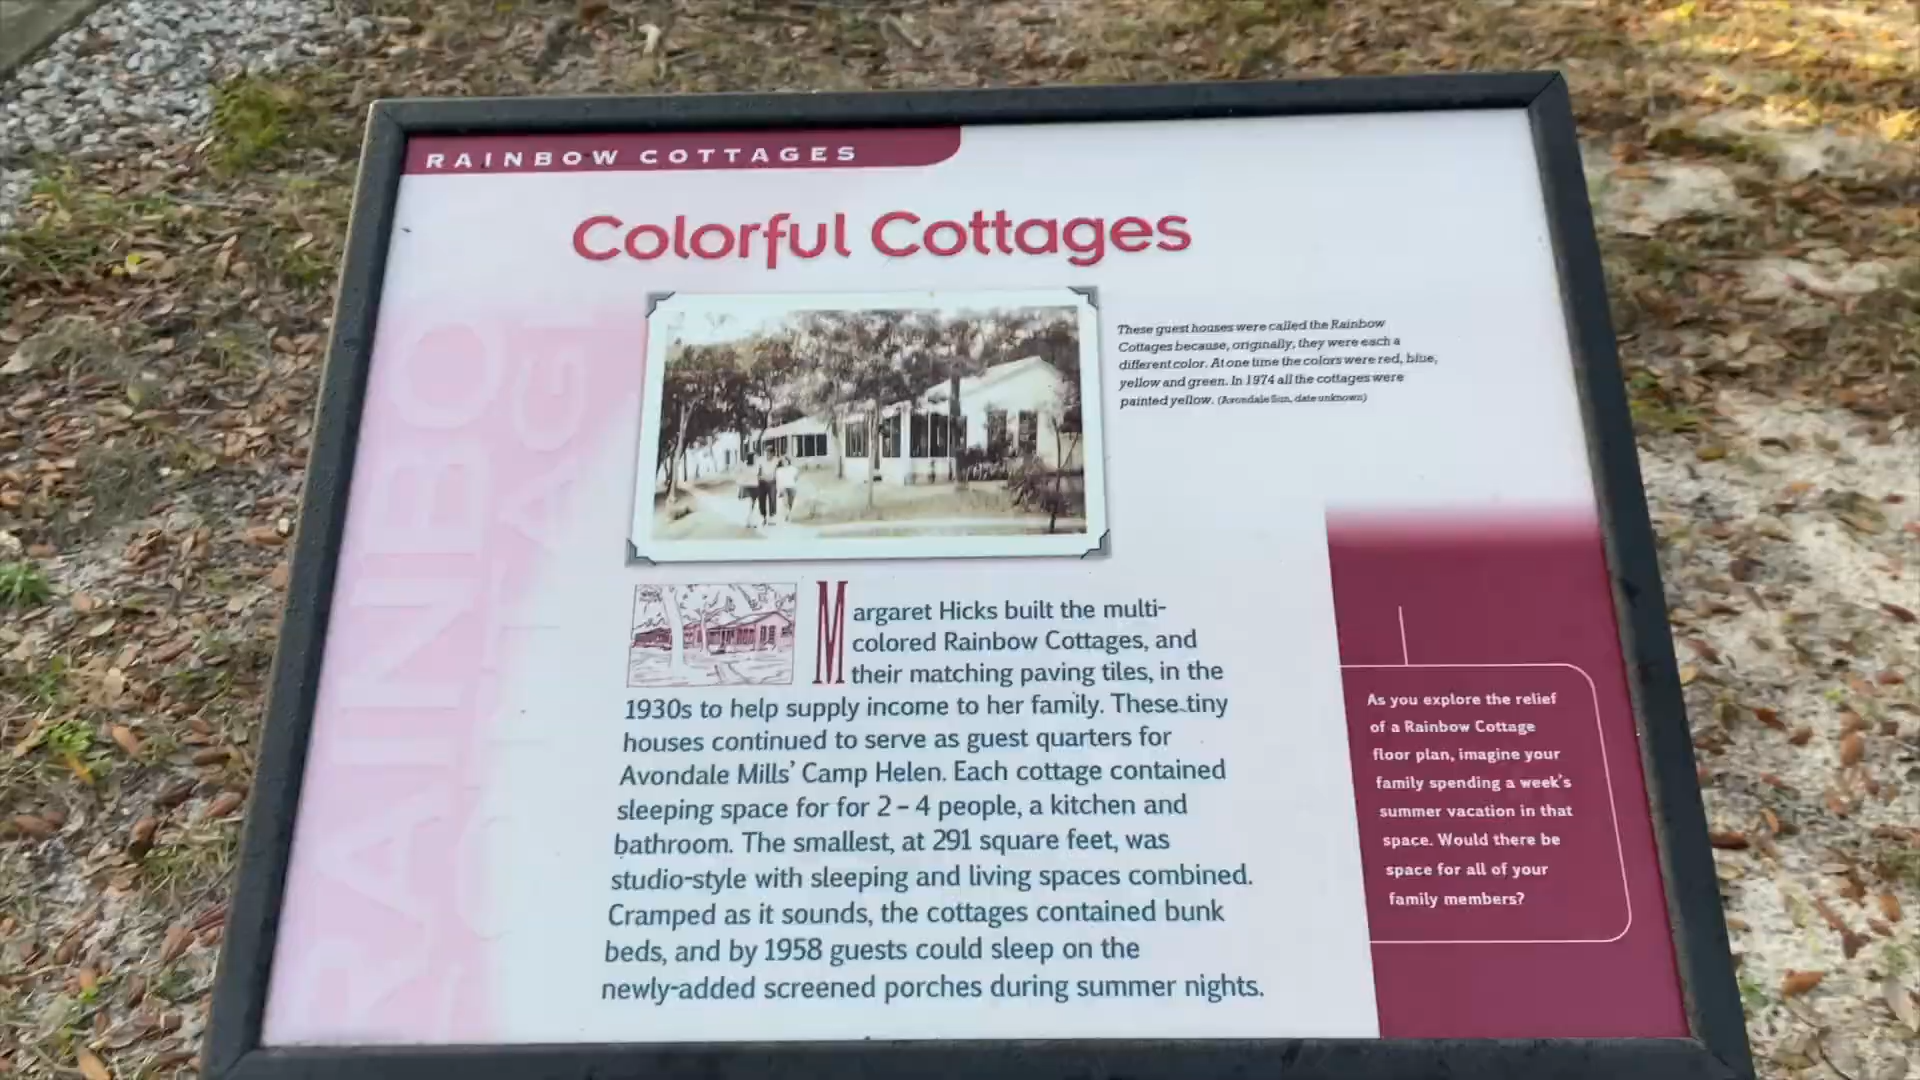 RAINBOW COTTAGES
Colorful Cottages
These guest houses were called the Rainbow
Cottages because, originally, they were each a
different color. At one time the colors were red, blue,
yellow and green. In 1974 all the cottages were
painted yellow. (Avondale Sun, date unknown)
Margaret Hicks built the multi-
colored Rainbow Cottages, and
their matching paving tiles, in the
1930s to help supply income to her family. These tiny
houses continued to serve as guest quarters for
Avondale Mills' Camp Helen. Each cottage contained
sleeping space for for 2 – 4 people, a kitchen and
bathroom. The smallest, at 291 square feet, was
studio-style with sleeping and living spaces combined.
Cramped as it sounds, the cottages contained bunk
beds, and by 1958 guests could sleep on the
newly-added screened porches during summer nights.
As you explore the relief
of a Rainbow Cottage
floor plan, imagine your
family spending a week's
summer vacation in that
space. Would there be
space for all of your
family members?